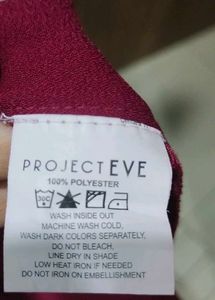 PROJECT EVE
100% POLYESTER
30C
WASH INSIDE OUT
MACHINE WASH COLD,
WASH DARK COLORS SEPARATELY,
DO NOT BLEACH,
LINE DRY IN SHADE
LOW HEAT IRON IF NEEDED
DO NOT IRON ON EMBELLISHMENT